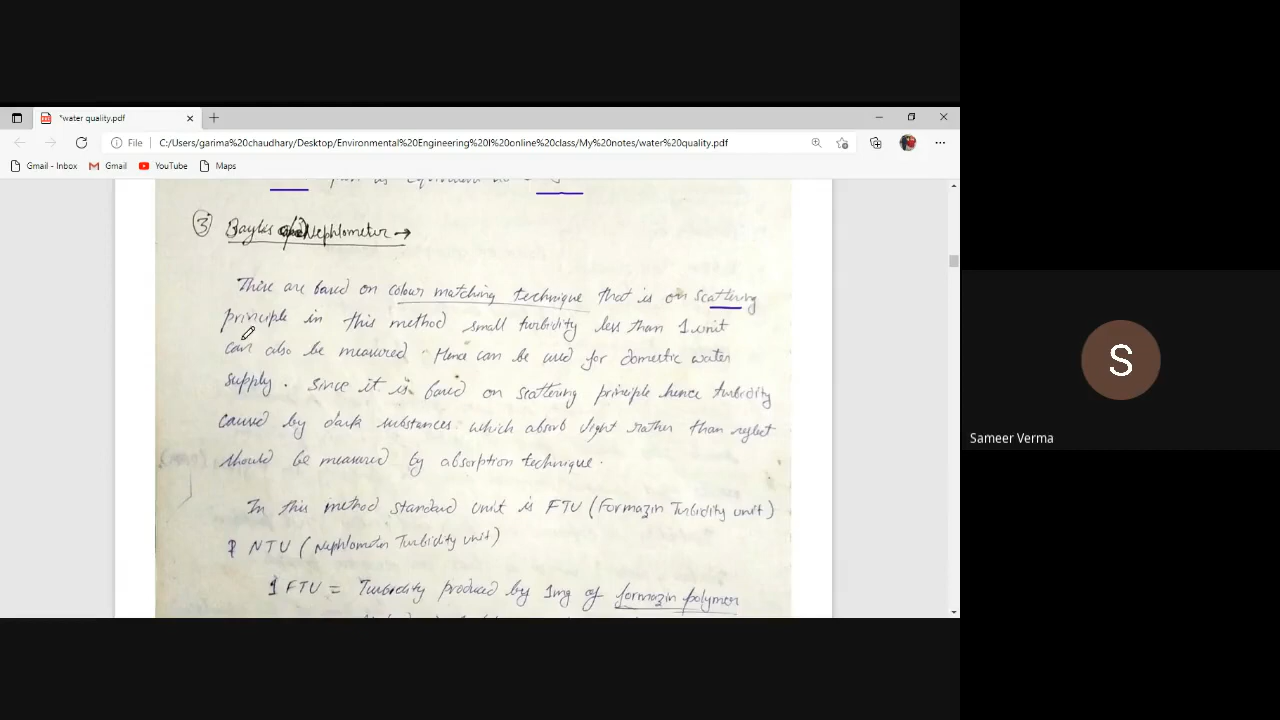 *water quality.pdf
File C:/Users/garima%20chaudhary/Desktop/Environmental%20Engineering%20I%20online%20class/My%20notes/water%20quality.pdf
Gmail - Inbox Gmail YouTube Maps
③ Baylis Nephlometer →
These are based on colour matching technique that is on scattering
principle in this method small turbidity less than 1 unit
can also be measured. Hence can be used for domestic water
supply. Since it is based on scattering principle hence turbidity
caused by dark substances which absorb light rather than reflect
should be measured by absorption technique.
In this method standard unit is FTU (Formazin Turbidity unit)
NTU (Nephlometer Turbidity unit)
1 FTU = Turbidity produced by 1mg of formazin polymer
S
Sameer Verma